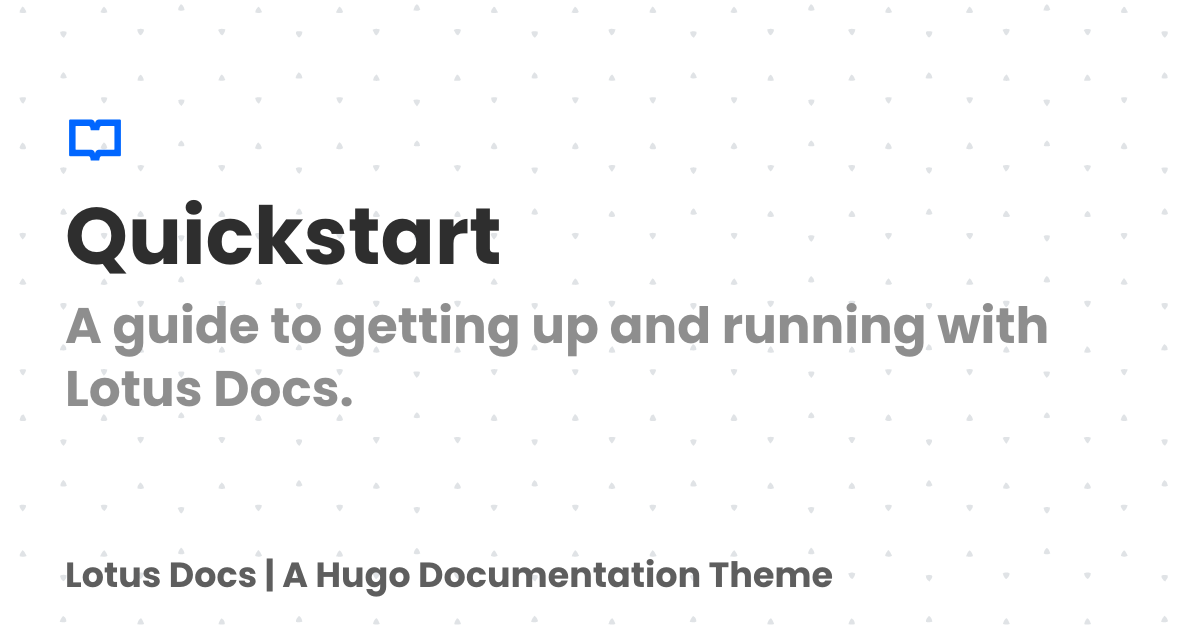 Quickstart
A guide to getting up and running with
Lotus Docs.
Lotus Docs | A Hugo Documentation Theme